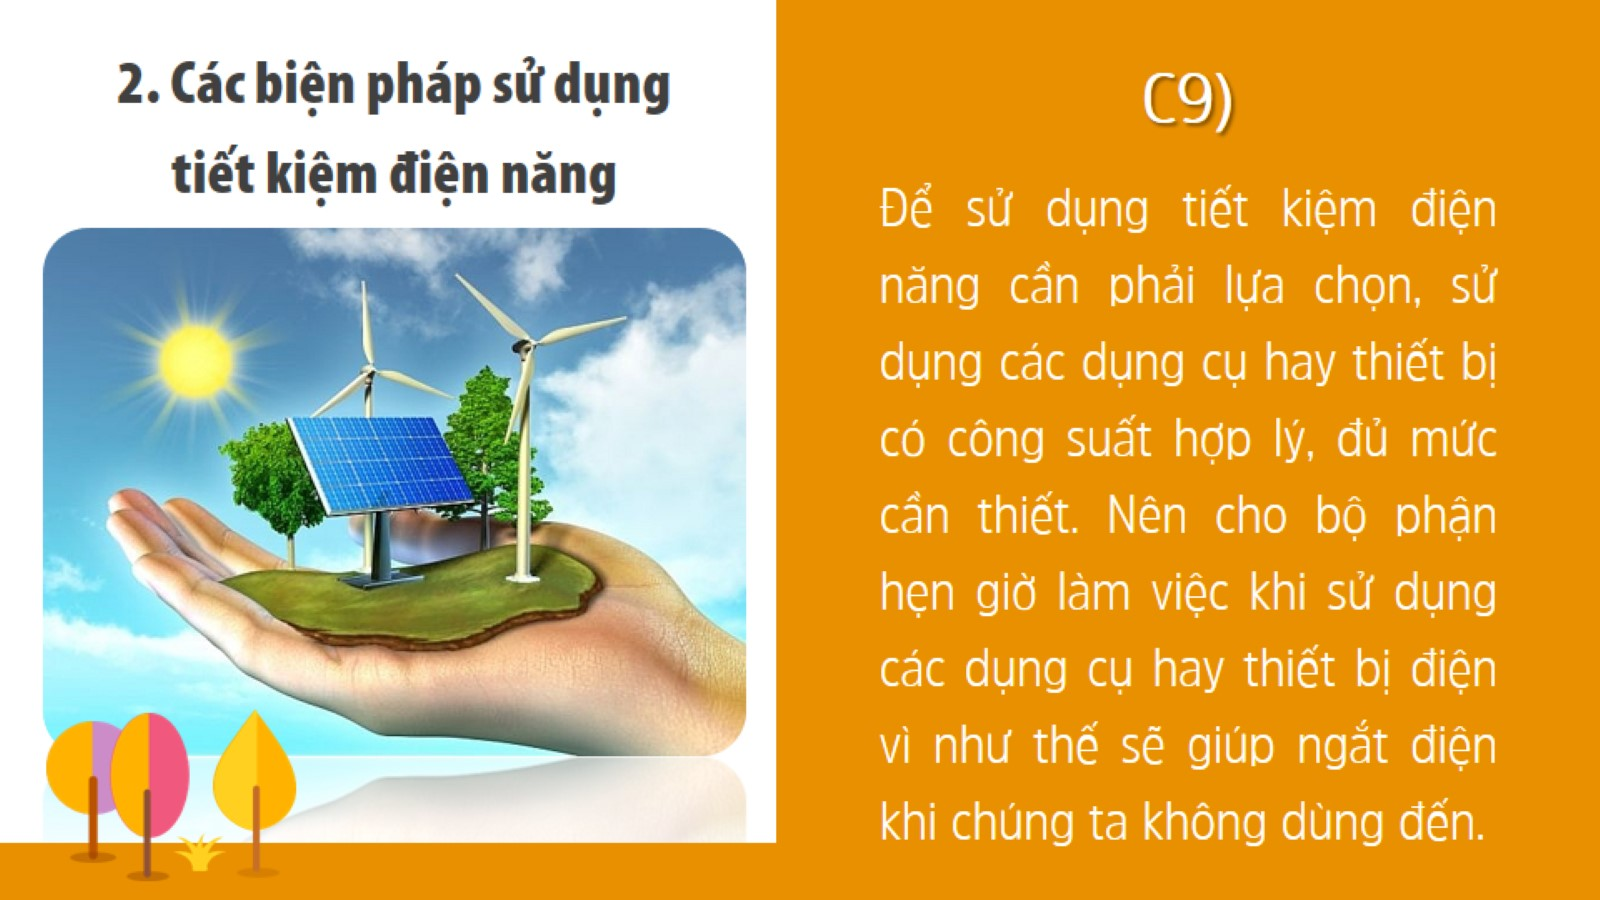 2. Các biện pháp sử dụng
tiết kiệm điện năng
C9)
Để sử dụng tiết kiệm điện
năng cần phải lựa chọn, sử
dụng các dụng cụ hay thiết bị
có công suất hợp lý, đủ mức
cần thiết. Nên cho bộ phận
hẹn giờ làm việc khi sử dụng
các dụng cụ hay thiết bị điện
vì như thế sẽ giúp ngắt điện
khi chúng ta không dùng đến.